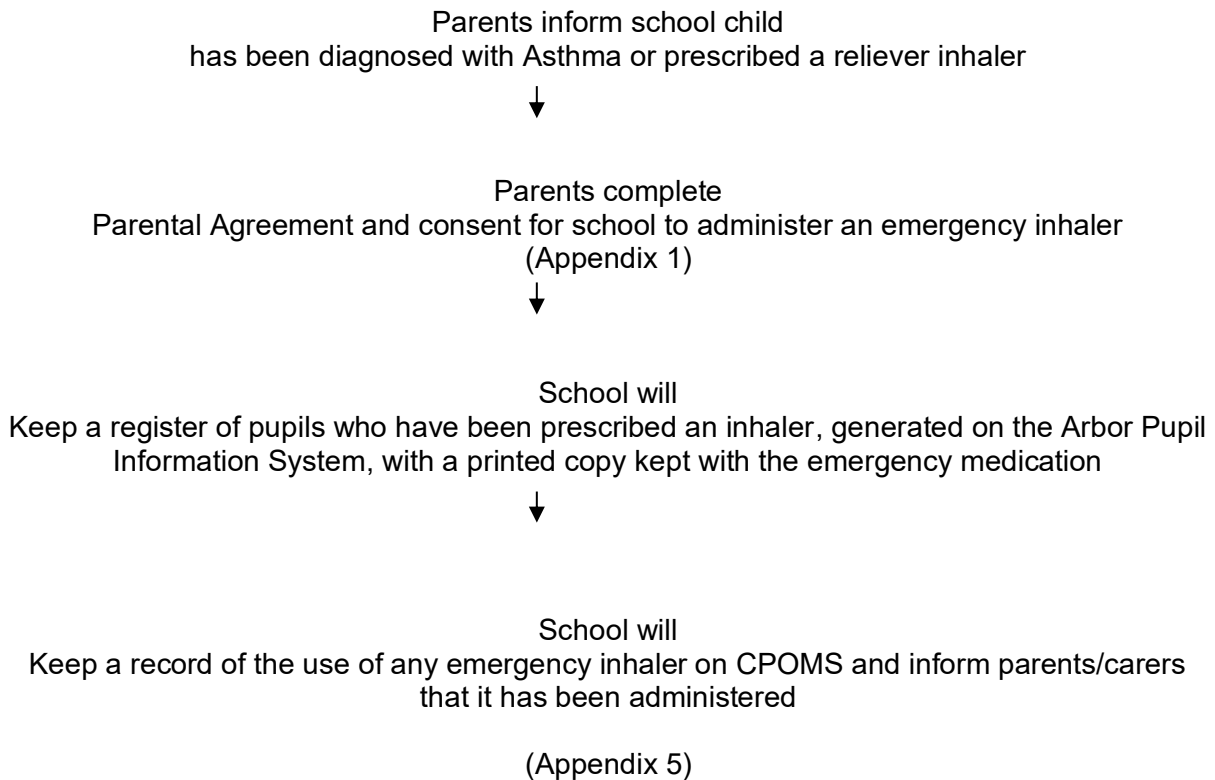 Parents inform school child
has been diagnosed with Asthma or prescribed a reliever inhaler
Parents complete
Parental Agreement and consent for school to administer an emergency inhaler
(Appendix 1)
School will
Keep a register of pupils who have been prescribed an inhaler, generated on the Arbor Pupil
Information System, with a printed copy kept with the emergency medication
School will
Keep a record of the use of any emergency inhaler on CPOMS and inform parents/carers
that it has been administered
(Appendix 5)